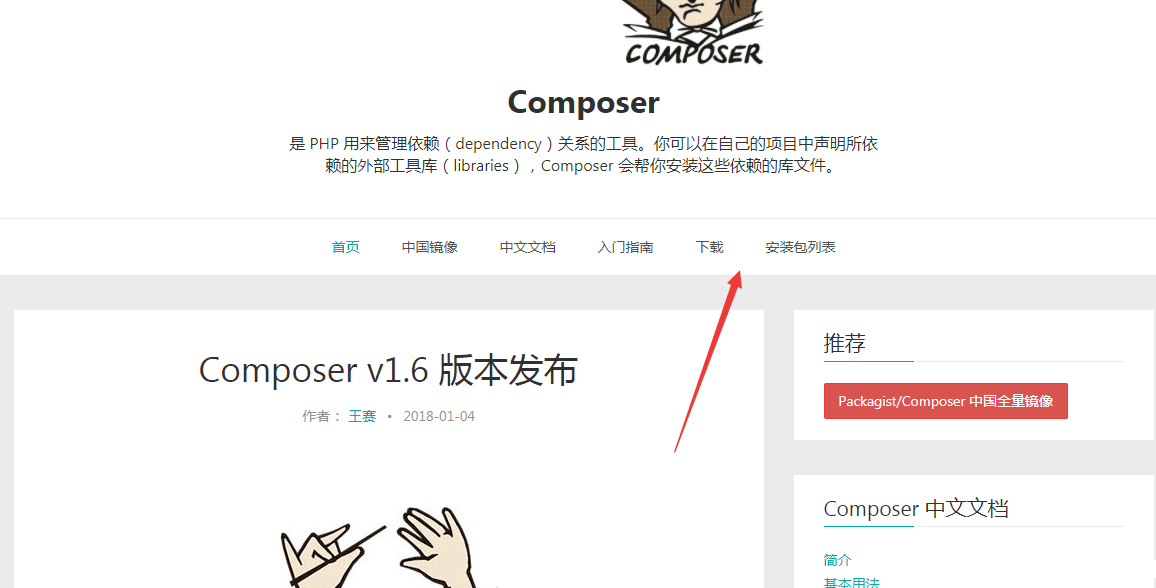 COMPOSER
Composer
是 PHP 用来管理依赖（dependency）关系的工具。你可以在自己的项目中声明所依
赖的外部工具库（libraries），Composer 会帮你安装这些依赖的库文件。
首页 中国镜像 中文文档 入门指南 下载 安装包列表
Composer v1.6 版本发布
作者： 王赛 • 2018-01-04
推荐
Packagist/Composer 中国全量镜像
Composer 中文文档
简介
基本用法